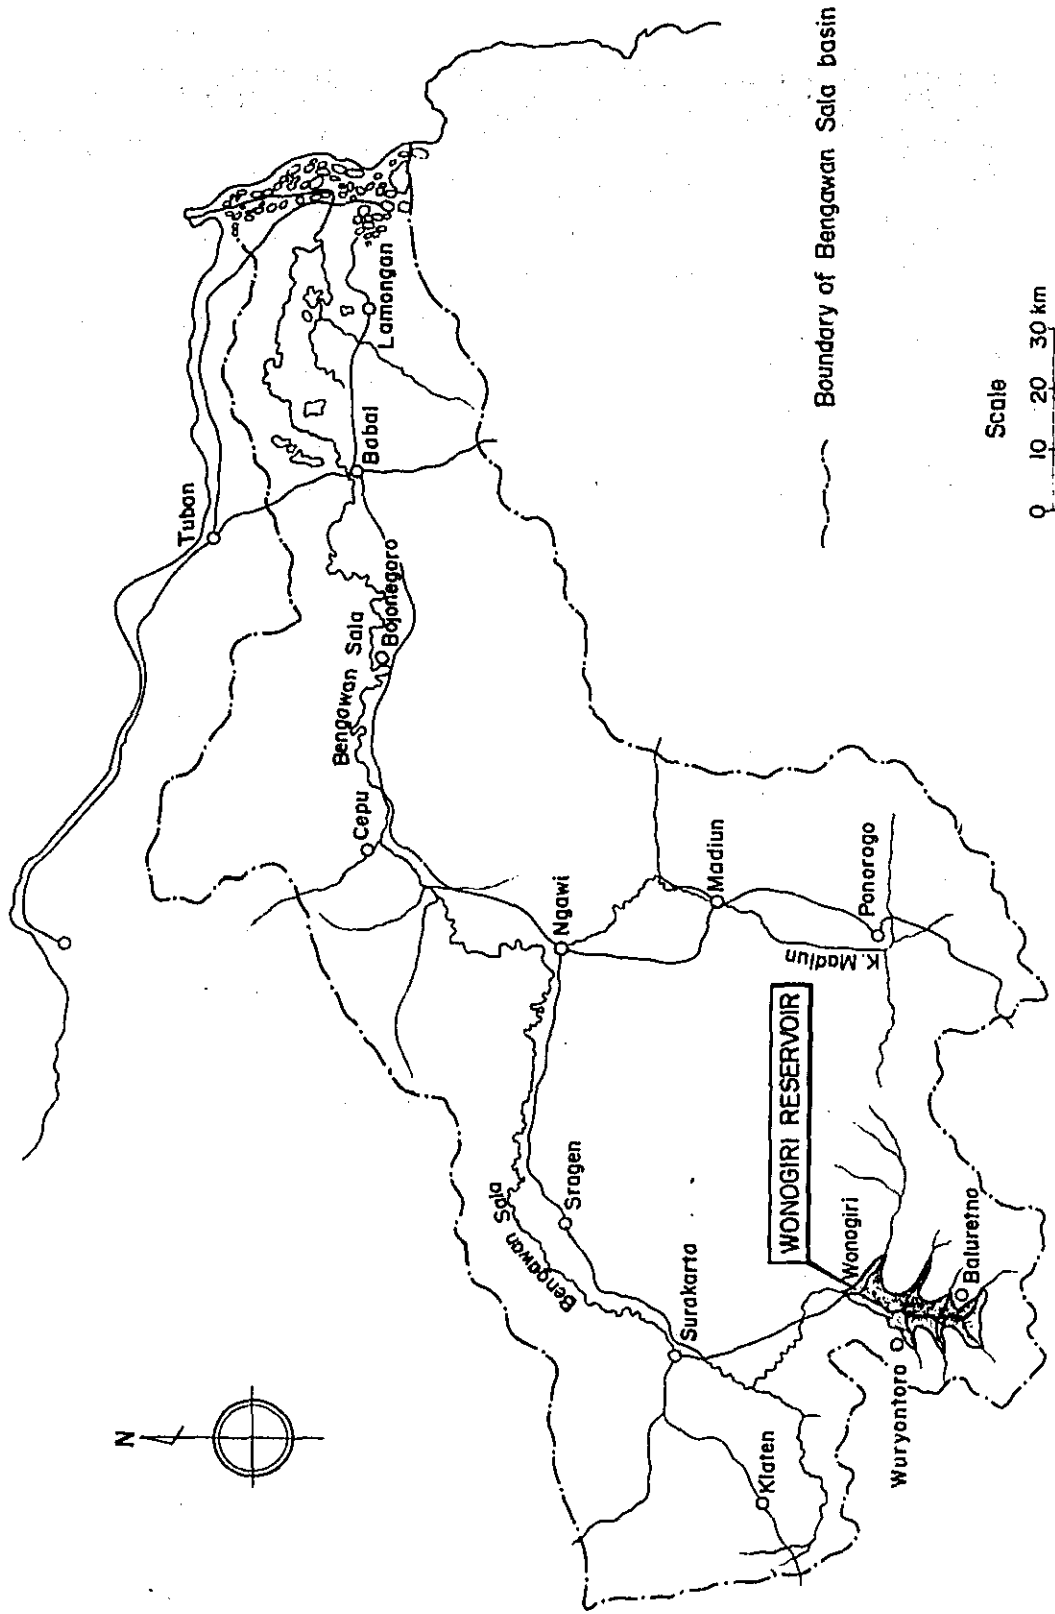 N
Tuban
Babat
Lamongan
Bengawan Sala
Bojonegoro
Cepu
Ngawi
Madiun
K. Madiun
Ponorogo
Bengawan Sala
Sragen
Surakarta
Klaten
WONOGIRI RESERVOIR
Wonogiri
Wuryantoro
Baturetno
Boundary of Bengawan Sala basin
Scale
0 10 20 30 km